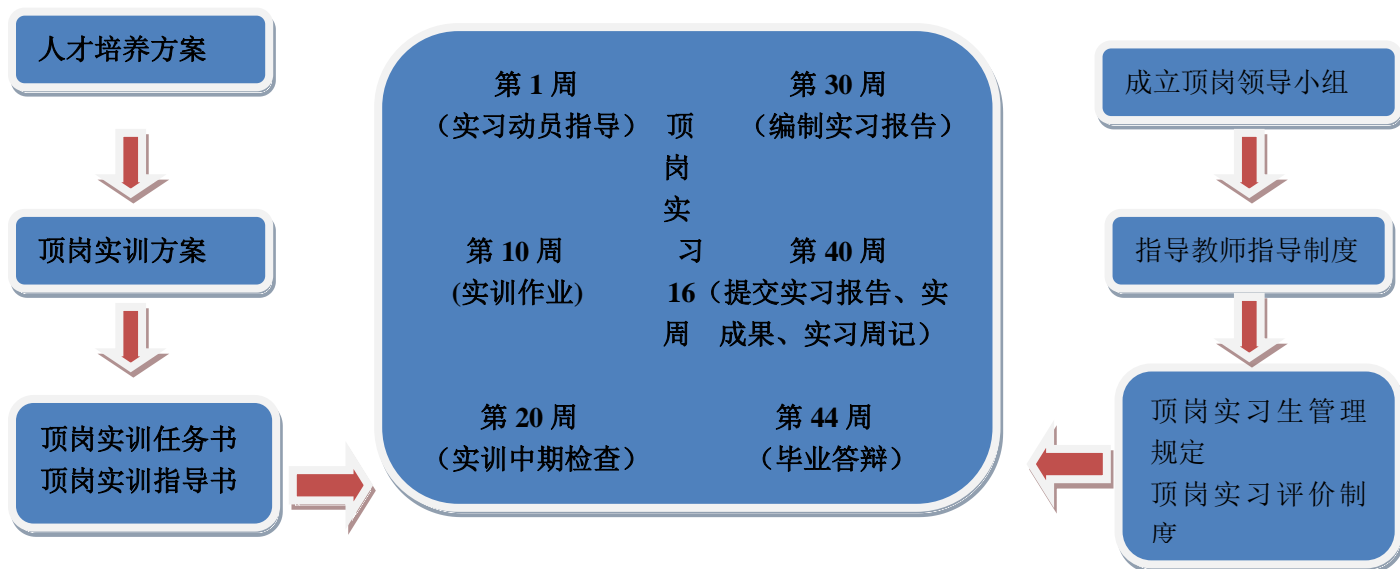 人才培养方案
顶岗实训方案
顶岗实训任务书
顶岗实训指导书
第 1 周 第 30 周
（实习动员指导） 顶 （编制实习报告）
岗
实
第 10 周 习 第 40 周
(实训作业) 16（提交实习报告、实
周 成果、实习周记）
第 20 周 第 44 周
（实训中期检查） （毕业答辩）
成立顶岗领导小组
指导教师指导制度
顶岗实习生管理
规定
顶岗实习评价制
度